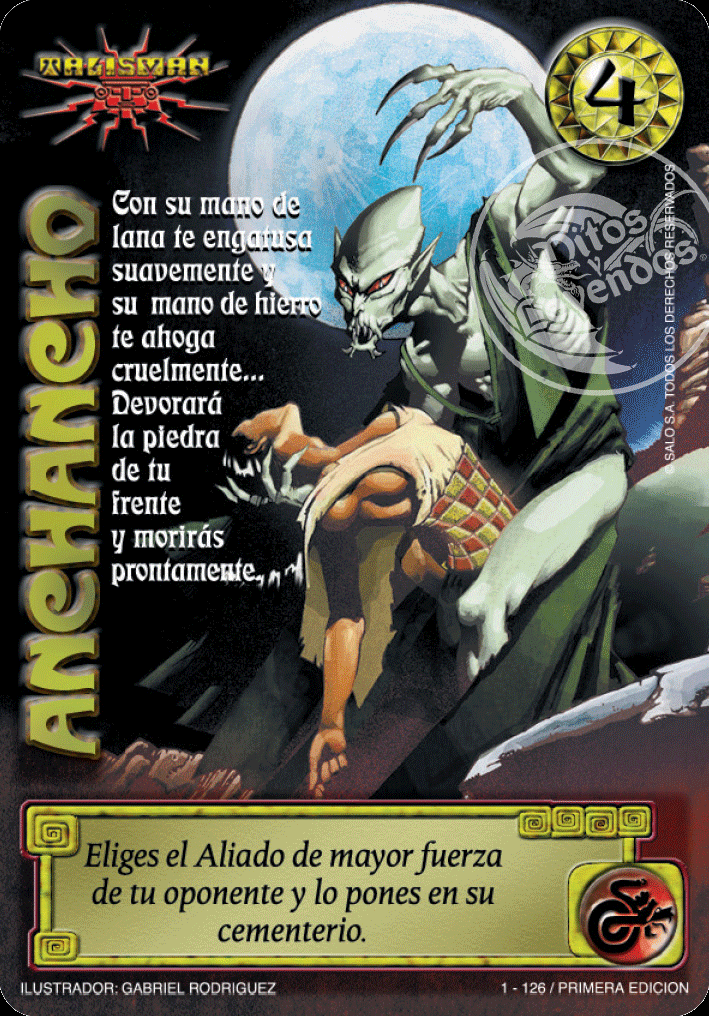 TALISMAN
4
ANCHANCHO
Con su mano de
lana te engatusa
suavemente y
su mano de hierro
te ahoga
cruelmente...
Devorará
la piedra
de tu
frente
y morirás
prontamente.
Mitos
y
Leyendas
®
© SALO S.A. TODOS LOS DERECHOS RESERVADOS
Eliges el Aliado de mayor fuerza
de tu oponente y lo pones en su
cementerio.
ILUSTRADOR: GABRIEL RODRIGUEZ
1 - 126 / PRIMERA EDICION